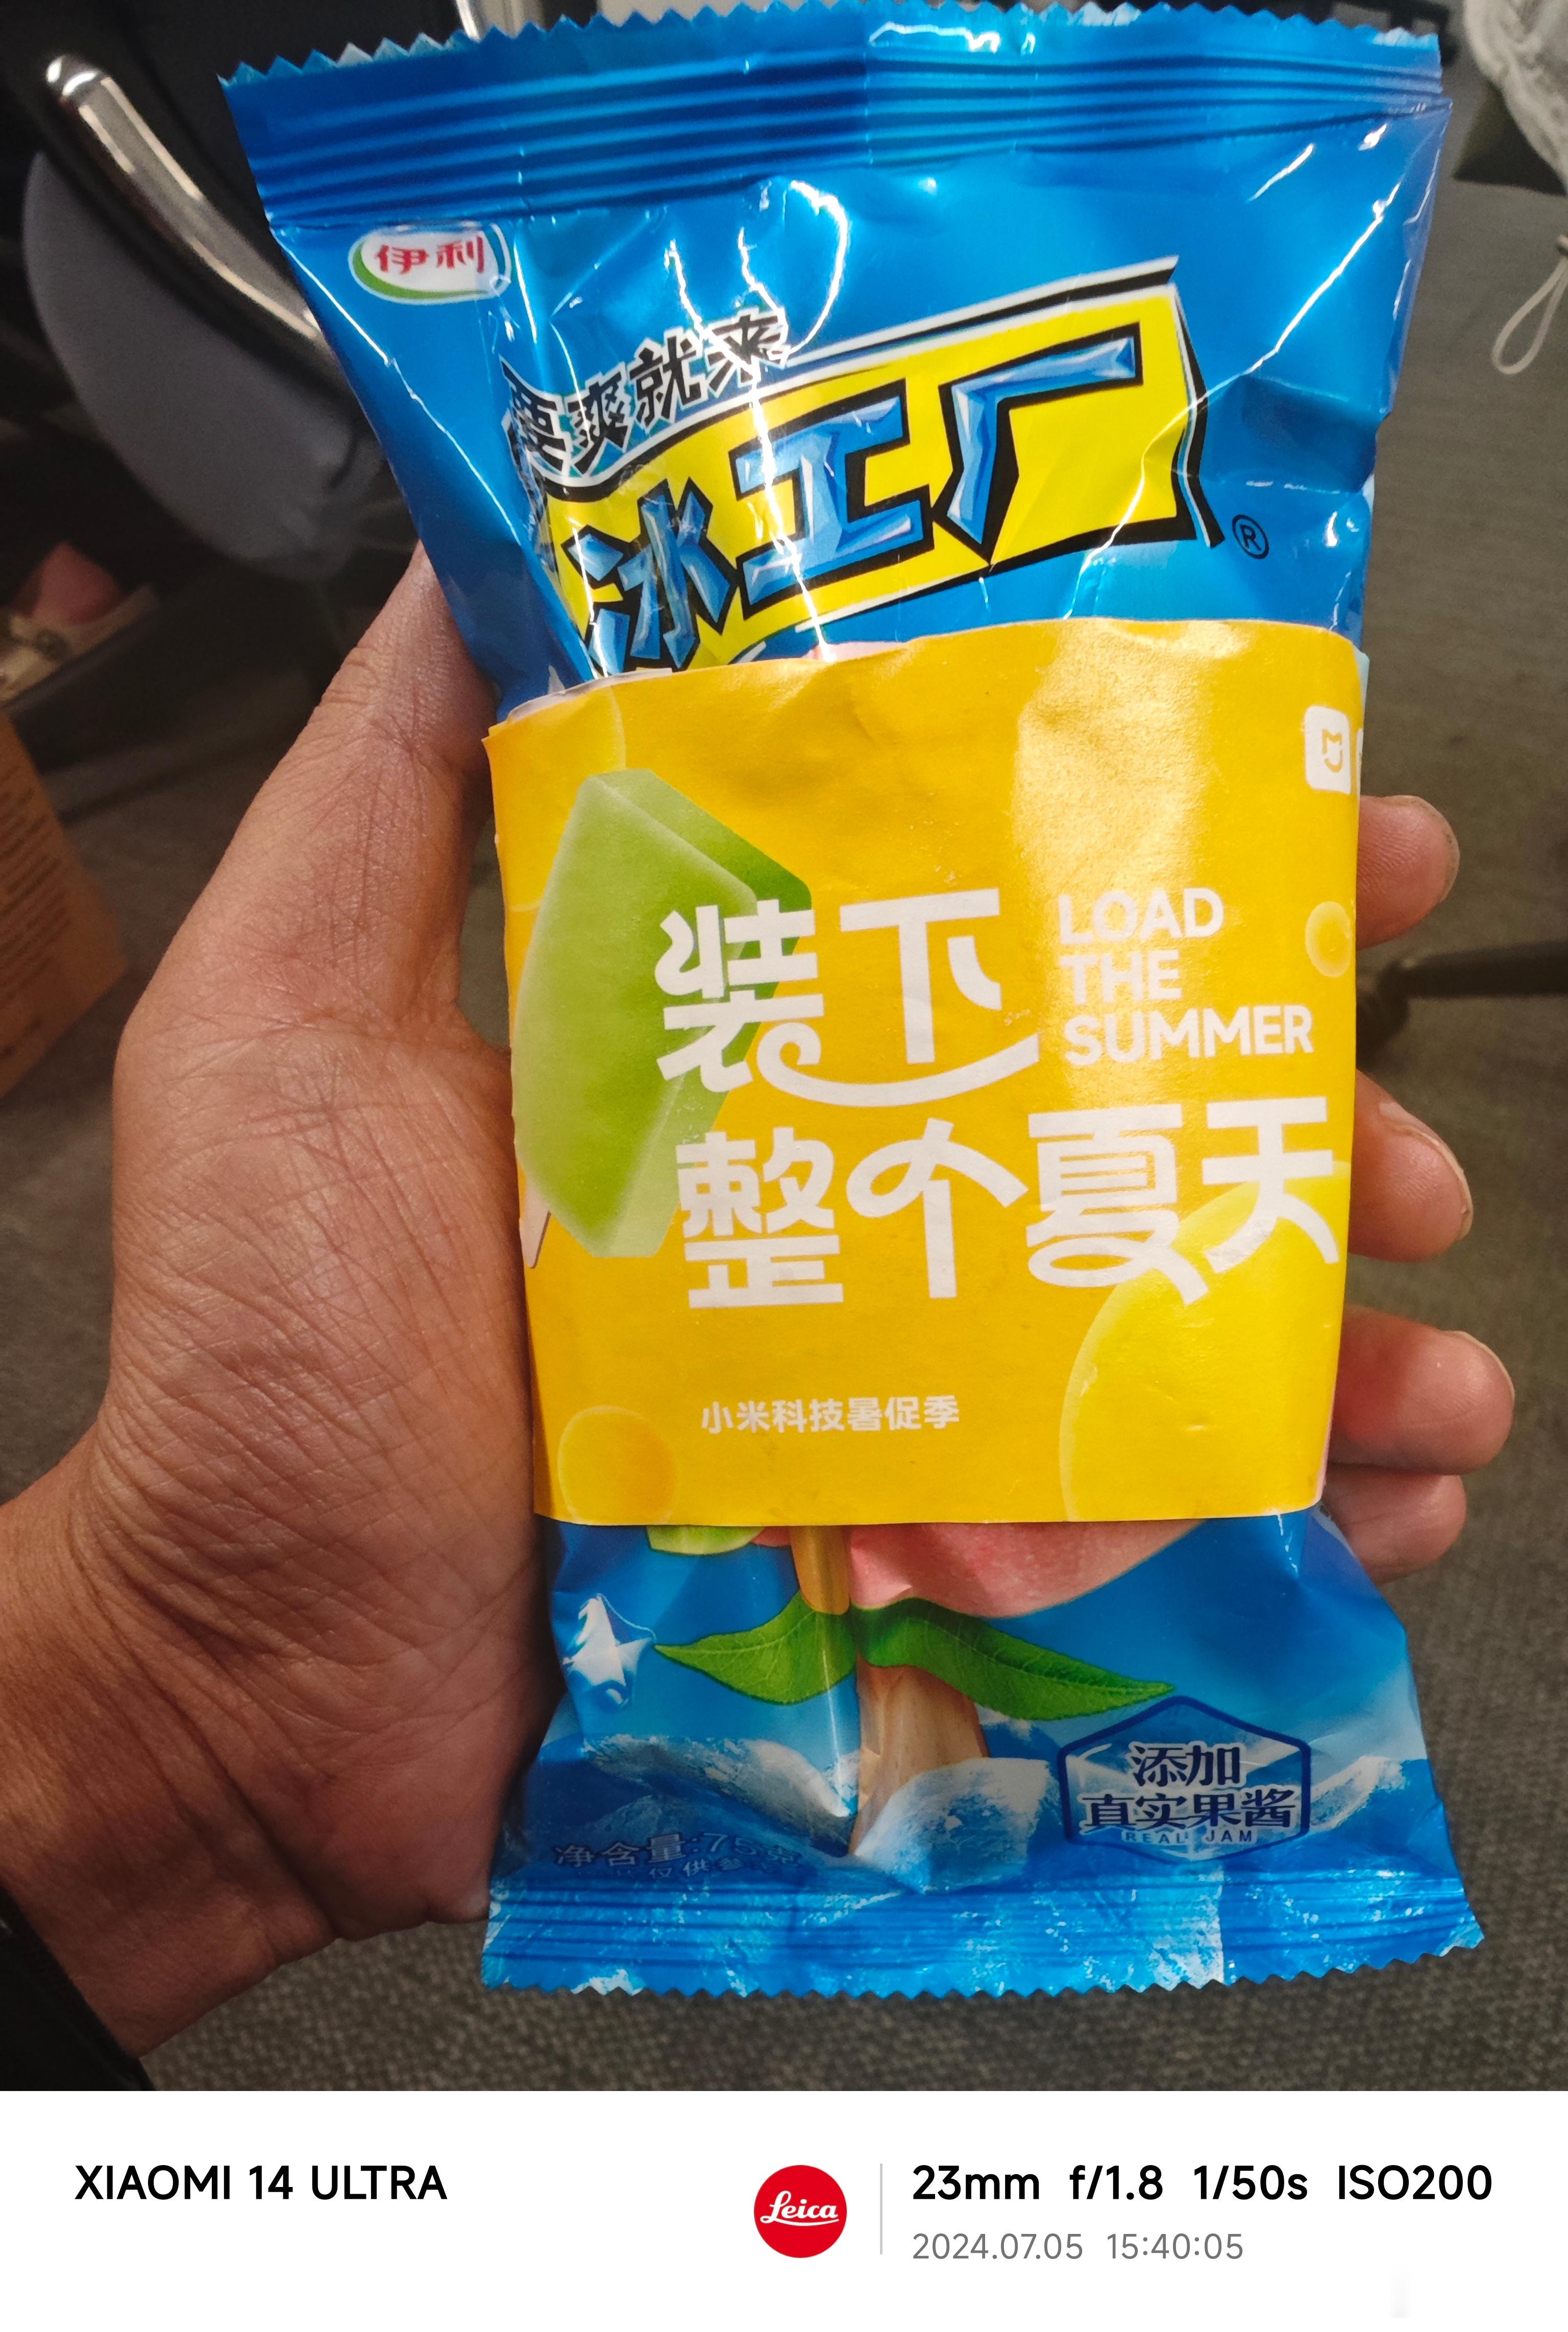 伊利
要爽就来
冰工厂®
装下
LOAD
THE
SUMMER
整个夏天
小米科技暑促季
添加
真实果酱
REAL JAM
净含量:75克
XIAOMI 14 ULTRA
Leica
23mm f/1.8 1/50s ISO200
2024.07.05 15:40:05